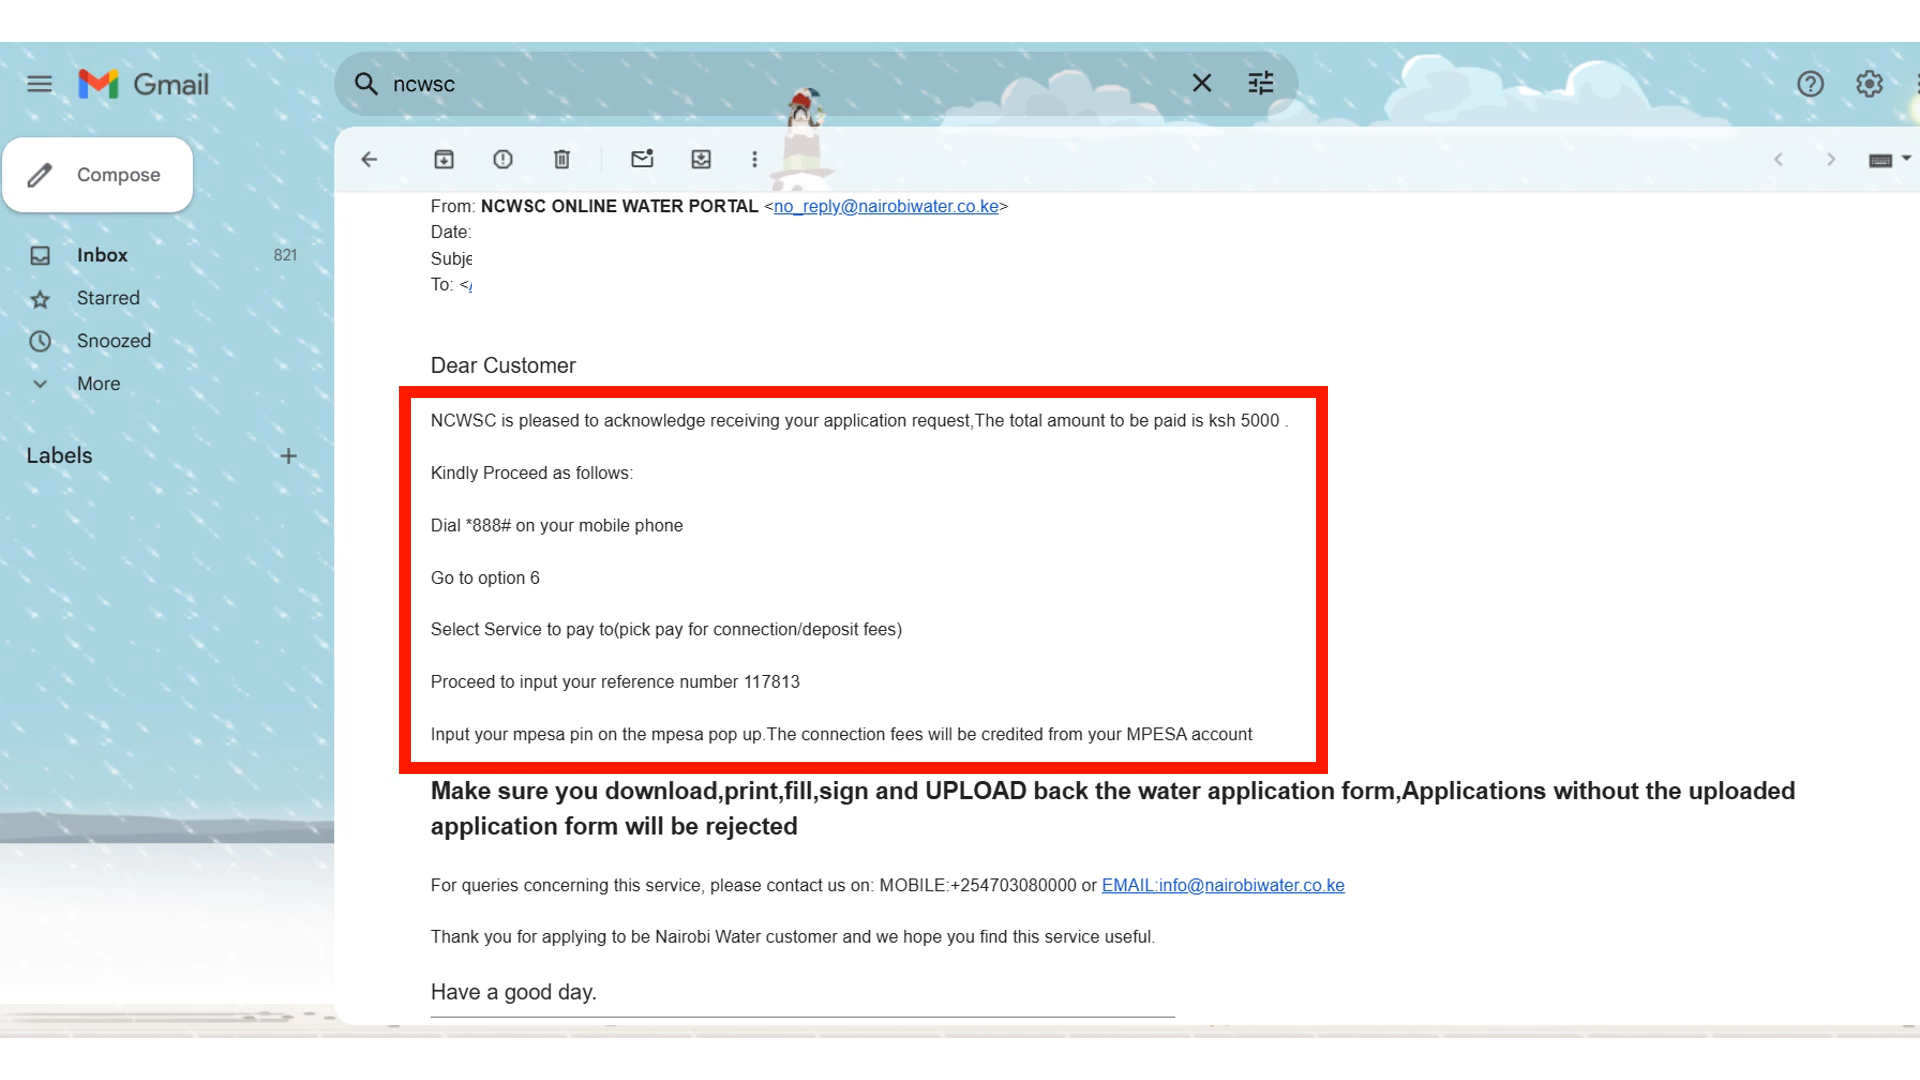 Gmail
ncwsc
Compose
Inbox 821
Starred
Snoozed
More
Labels
From: NCWSC ONLINE WATER PORTAL <no_reply@nairobiwater.co.ke>
Date:
Subje
To: <
Dear Customer
NCWSC is pleased to acknowledge receiving your application request,The total amount to be paid is ksh 5000 .
Kindly Proceed as follows:
Dial *888# on your mobile phone
Go to option 6
Select Service to pay to(pick pay for connection/deposit fees)
Proceed to input your reference number 117813
Input your mpesa pin on the mpesa pop up.The connection fees will be credited from your MPESA account
Make sure you download,print,fill,sign and UPLOAD back the water application form,Applications without the uploaded
application form will be rejected
For queries concerning this service, please contact us on: MOBILE:+254703080000 or EMAIL:info@nairobiwater.co.ke
Thank you for applying to be Nairobi Water customer and we hope you find this service useful.
Have a good day.